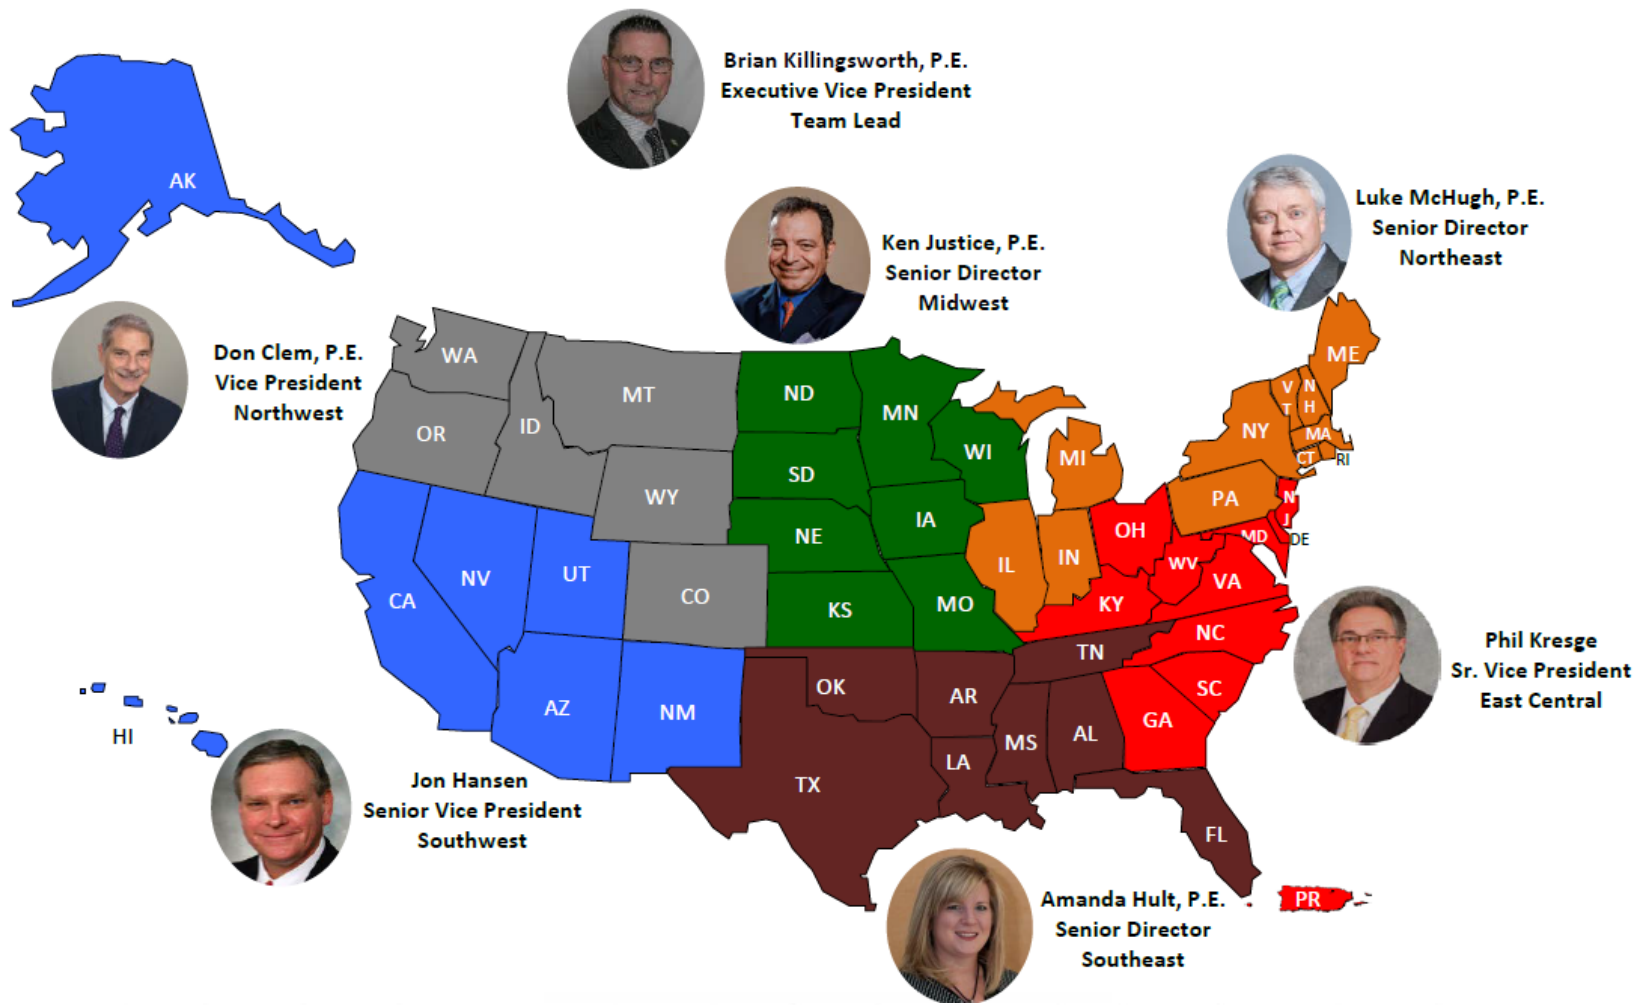 Brian Killingsworth, P.E.
Executive Vice President
Team Lead
AK
Luke McHugh, P.E.
Senior Director
Northeast
Ken Justice, P.E.
Senior Director
Midwest
Don Clem, P.E.
Vice President
Northwest
WA
OR
ID
MT
WY
CO
ND
SD
NE
KS
MN
WI
IA
MO
MI
IL
IN
ME
VT
NH
NY
MA
CT
RI
PA
NJ
OH
MD
DE
WV
VA
KY
NC
SC
GA
CA
NV
UT
AZ
NM
HI
OK
TX
AR
LA
TN
MS
AL
FL
PR
Phil Kresge
Sr. Vice President
East Central
Jon Hansen
Senior Vice President
Southwest
Amanda Hult, P.E.
Senior Director
Southeast